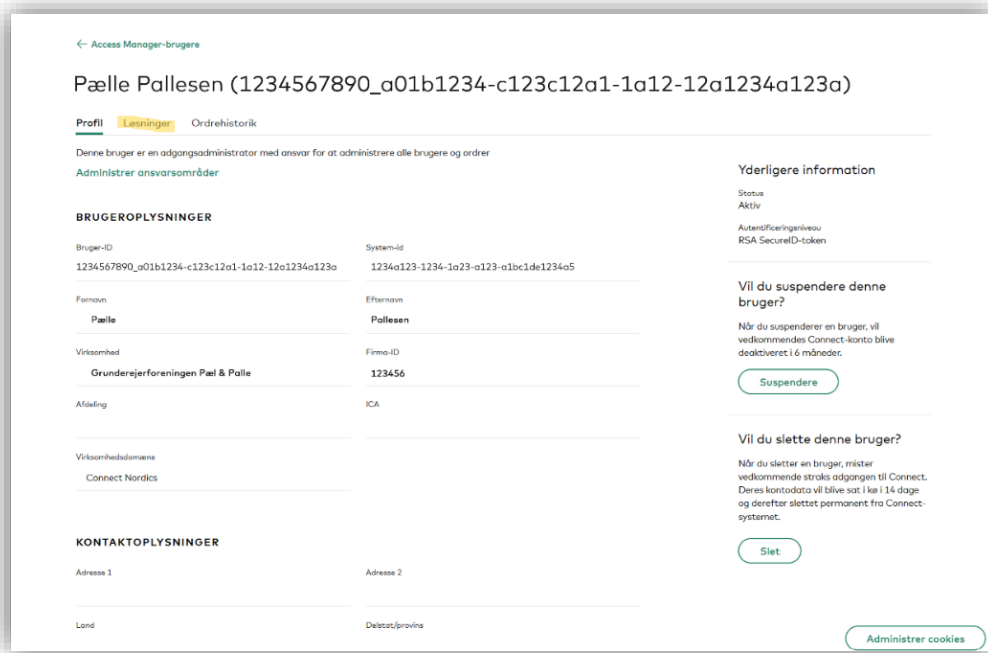 ← Access Manager-brugere
Pælle Pallesen (1234567890_a01b1234-c123c12a1-1a12-12a1234a123a)
Profil Løsninger Ordrehistorik
Denne bruger er en adgangsadministrator med ansvar for at administrere alle brugere og ordrer
Administrer ansvarsområder
BRUGEROPLYSNINGER
Bruger-ID System-id
1234567890_a01b1234-c123c12a1-1a12-12a1234a123a 1234a123-1234-1a23-a123-a1bc1de1234a5
Fornavn Efternavn
Pælle Pallesen
Virksomhed Firma-ID
Grunderejerforeningen Pæl & Palle 123456
Afdeling ICA
Virksomhedsdomæne
Connect Nordics
KONTAKTOPLYSNINGER
Adresse 1 Adresse 2
Land Delstat/provins
Yderligere information
Status
Aktiv
Autentificeringsniveau
RSA SecureID-token
Vil du suspendere denne
bruger?
Når du suspenderer en bruger, vil
vedkommendes Connect-konto blive
deaktiveret i 6 måneder.
Suspendere
Vil du slette denne bruger?
Når du sletter en bruger, mister
vedkommende straks adgangen til Connect.
Deres kontodata vil blive sat i kø i 14 dage
og derefter slettet permanent fra Connect-
systemet.
Slet
Administrer cookies